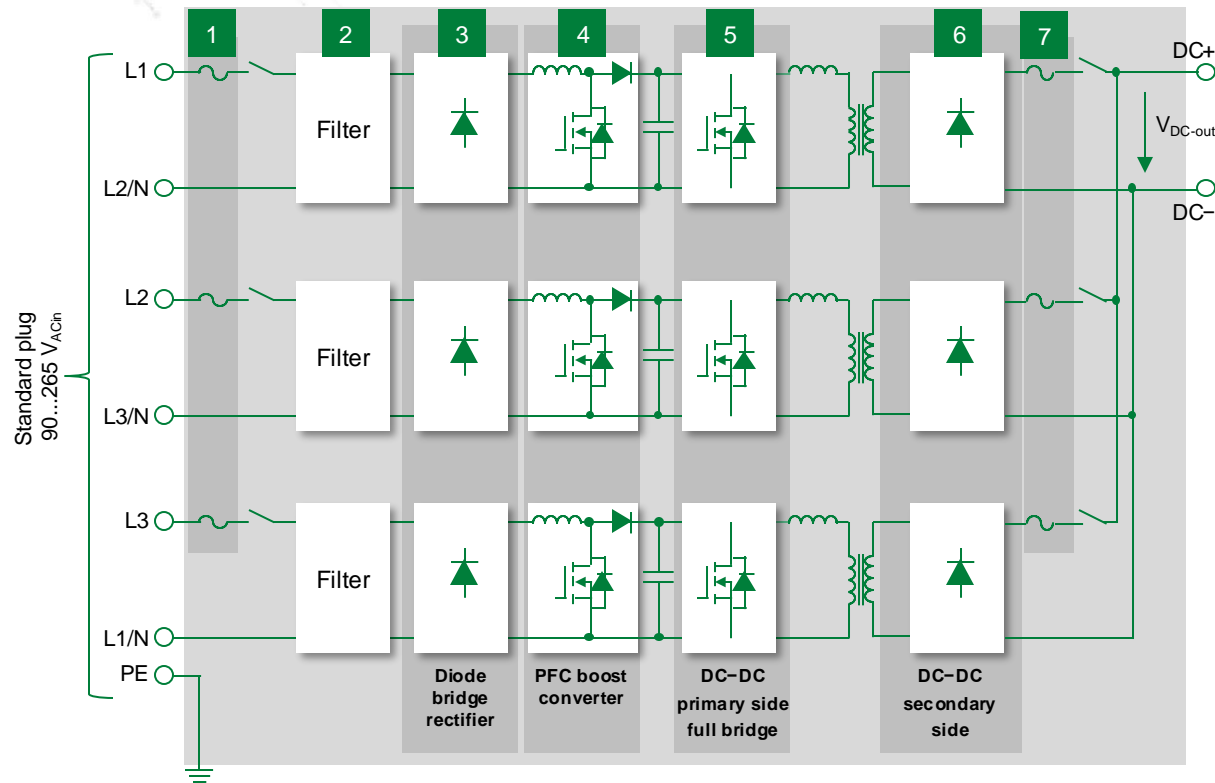 1
2
3
4
5
6
7
L1
Filter
L2/N
DC+
V_DC-out
DC−
L2
Filter
L3/N
Standard plug
90...265 V_ACin
L3
Filter
L1/N
PE
Diode
bridge
rectifier
PFC boost
converter
DC−DC
primary side
full bridge
DC−DC
secondary
side